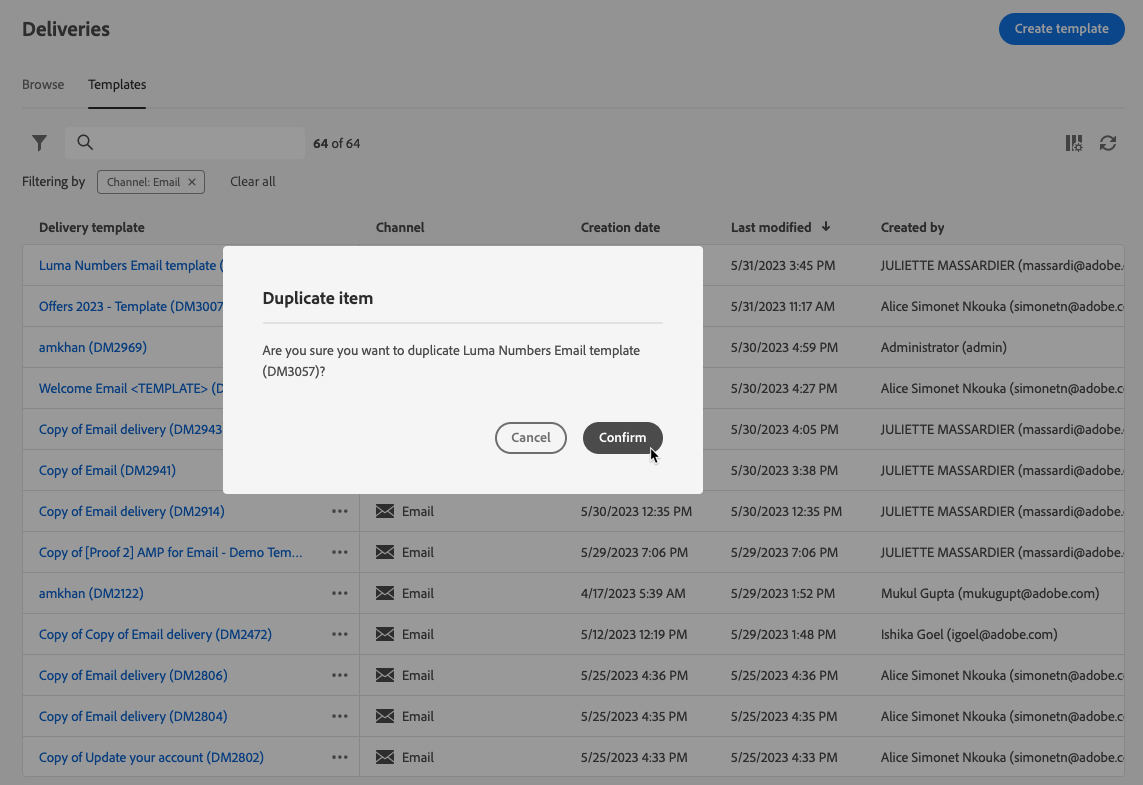 Deliveries
Create template
Browse Templates
64 of 64
Filtering by Channel: Email × Clear all
Delivery template Channel Creation date Last modified ↓ Created by
Luma Numbers Email template ( 5/31/2023 3:45 PM JULIETTE MASSARDIER (massardi@adobe.
Offers 2023 - Template (DM3007 5/31/2023 11:17 AM Alice Simonet Nkouka (simonetn@adobe.c
amkhan (DM2969) 5/30/2023 4:59 PM Administrator (admin)
Welcome Email <TEMPLATE> (D 5/30/2023 4:27 PM Alice Simonet Nkouka (simonetn@adobe.c
Copy of Email delivery (DM2943 5/30/2023 4:05 PM JULIETTE MASSARDIER (massardi@adobe.
Copy of Email (DM2941) 5/30/2023 3:38 PM JULIETTE MASSARDIER (massardi@adobe.
Duplicate item
Are you sure you want to duplicate Luma Numbers Email template
(DM3057)?
Cancel Confirm
Copy of Email delivery (DM2914) ••• Email 5/30/2023 12:35 PM 5/30/2023 12:35 PM JULIETTE MASSARDIER (massardi@adobe.
Copy of [Proof 2] AMP for Email - Demo Tem... ••• Email 5/29/2023 7:06 PM 5/29/2023 7:06 PM JULIETTE MASSARDIER (massardi@adobe.
amkhan (DM2122) ••• Email 4/17/2023 5:39 AM 5/29/2023 1:52 PM Mukul Gupta (mukugupt@adobe.com)
Copy of Copy of Email delivery (DM2472) ••• Email 5/12/2023 12:19 PM 5/29/2023 1:48 PM Ishika Goel (igoel@adobe.com)
Copy of Email delivery (DM2806) ••• Email 5/25/2023 4:36 PM 5/25/2023 4:36 PM Alice Simonet Nkouka (simonetn@adobe.c
Copy of Email delivery (DM2804) ••• Email 5/25/2023 4:35 PM 5/25/2023 4:35 PM Alice Simonet Nkouka (simonetn@adobe.c
Copy of Update your account (DM2802) ••• Email 5/25/2023 4:33 PM 5/25/2023 4:33 PM Alice Simonet Nkouka (simonetn@adobe.c